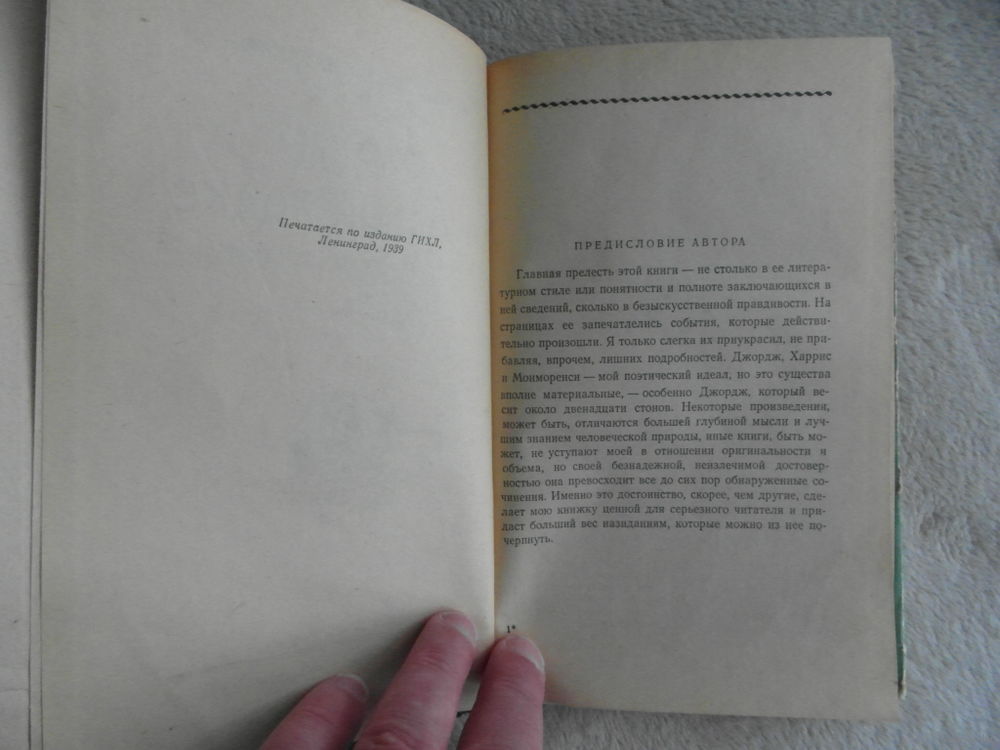 Печатается по изданию ГИХЛ,
Ленинград, 1939
ПРЕДИСЛОВИЕ АВТОРА
Главная прелесть этой книги — не столько в ее литера-
турном стиле или понятности и полноте заключающихся в
ней сведений, сколько в безыскусственной правдивости. На
страницах ее запечатлелись события, которые действи-
тельно произошли. Я только слегка их приукрасил, не при-
бавляя, впрочем, лишних подробностей. Джордж, Харрис
и Монморенси — мой поэтический идеал, но это существа
вполне материальные, — особенно Джордж, который ве-
сит около двенадцати стонов. Некоторые произведения,
может быть, отличаются большей глубиной мысли и луч-
шим знанием человеческой природы, иные книги, быть мо-
жет, не уступают моей в отношении оригинальности и
объема, но своей безнадежной, неизлечимой достовер-
ностью она превосходит все до сих пор обнаруженные со-
чинения. Именно это достоинство, скорее, чем другие, сде-
лает мою книжку ценной для серьезного читателя и при-
даст больший вес назиданиям, которые можно из нее по-
черпнуть.
1*